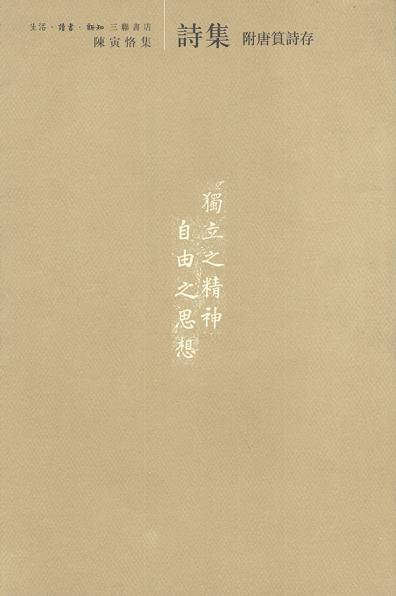 生活·讀書·新知 三聯書店
陳寅恪集
詩集 附唐篔詩存
獨立之精神
自由之思想